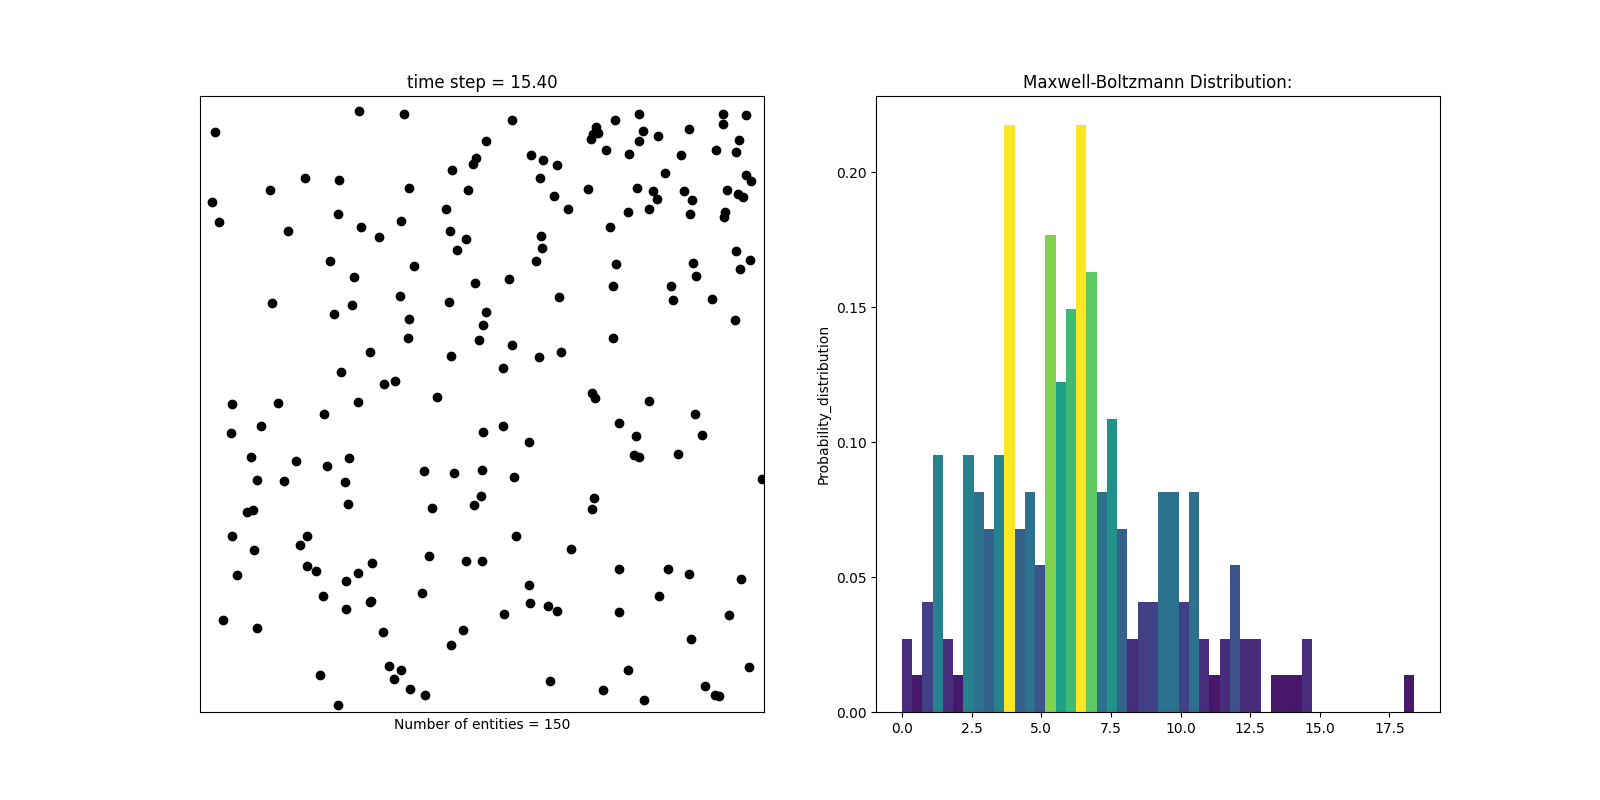 time step = 15.40
Number of entities = 150
Maxwell-Boltzmann Distribution:
Probability_distribution
0.20
0.15
0.10
0.05
0.00
0.0 2.5 5.0 7.5 10.0 12.5 15.0 17.5